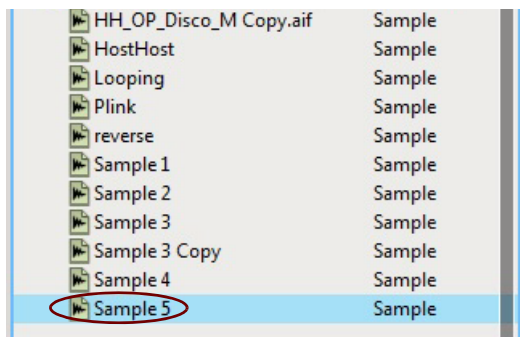 HH_OP_Disco_M Copy.aif Sample
HostHost Sample
Looping Sample
Plink Sample
reverse Sample
Sample 1 Sample
Sample 2 Sample
Sample 3 Sample
Sample 3 Copy Sample
Sample 4 Sample
Sample 5 Sample